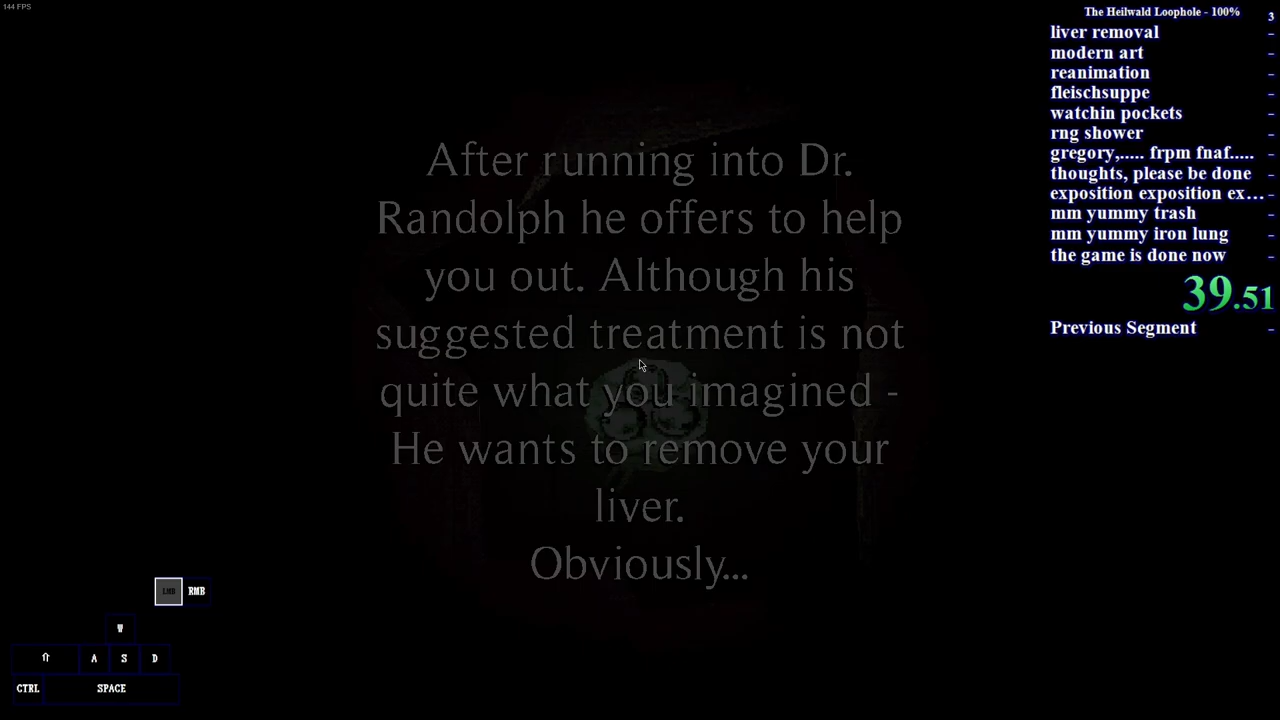 144 FPS
The Heilwald Loophole - 100%
3
liver removal -
modern art -
reanimation -
fleischsuppe -
watchin pockets -
rng shower -
gregory,..... frpm fnaf..... -
thoughts, please be done -
exposition exposition ex... -
mm yummy trash -
mm yummy iron lung -
the game is done now -
39.51
Previous Segment -
After running into Dr.
Randolph he offers to help
you out. Although his
suggested treatment is not
quite what you imagined -
He wants to remove your
liver.
Obviously...
LMB RMB
W
⇧ A S D
CTRL SPACE